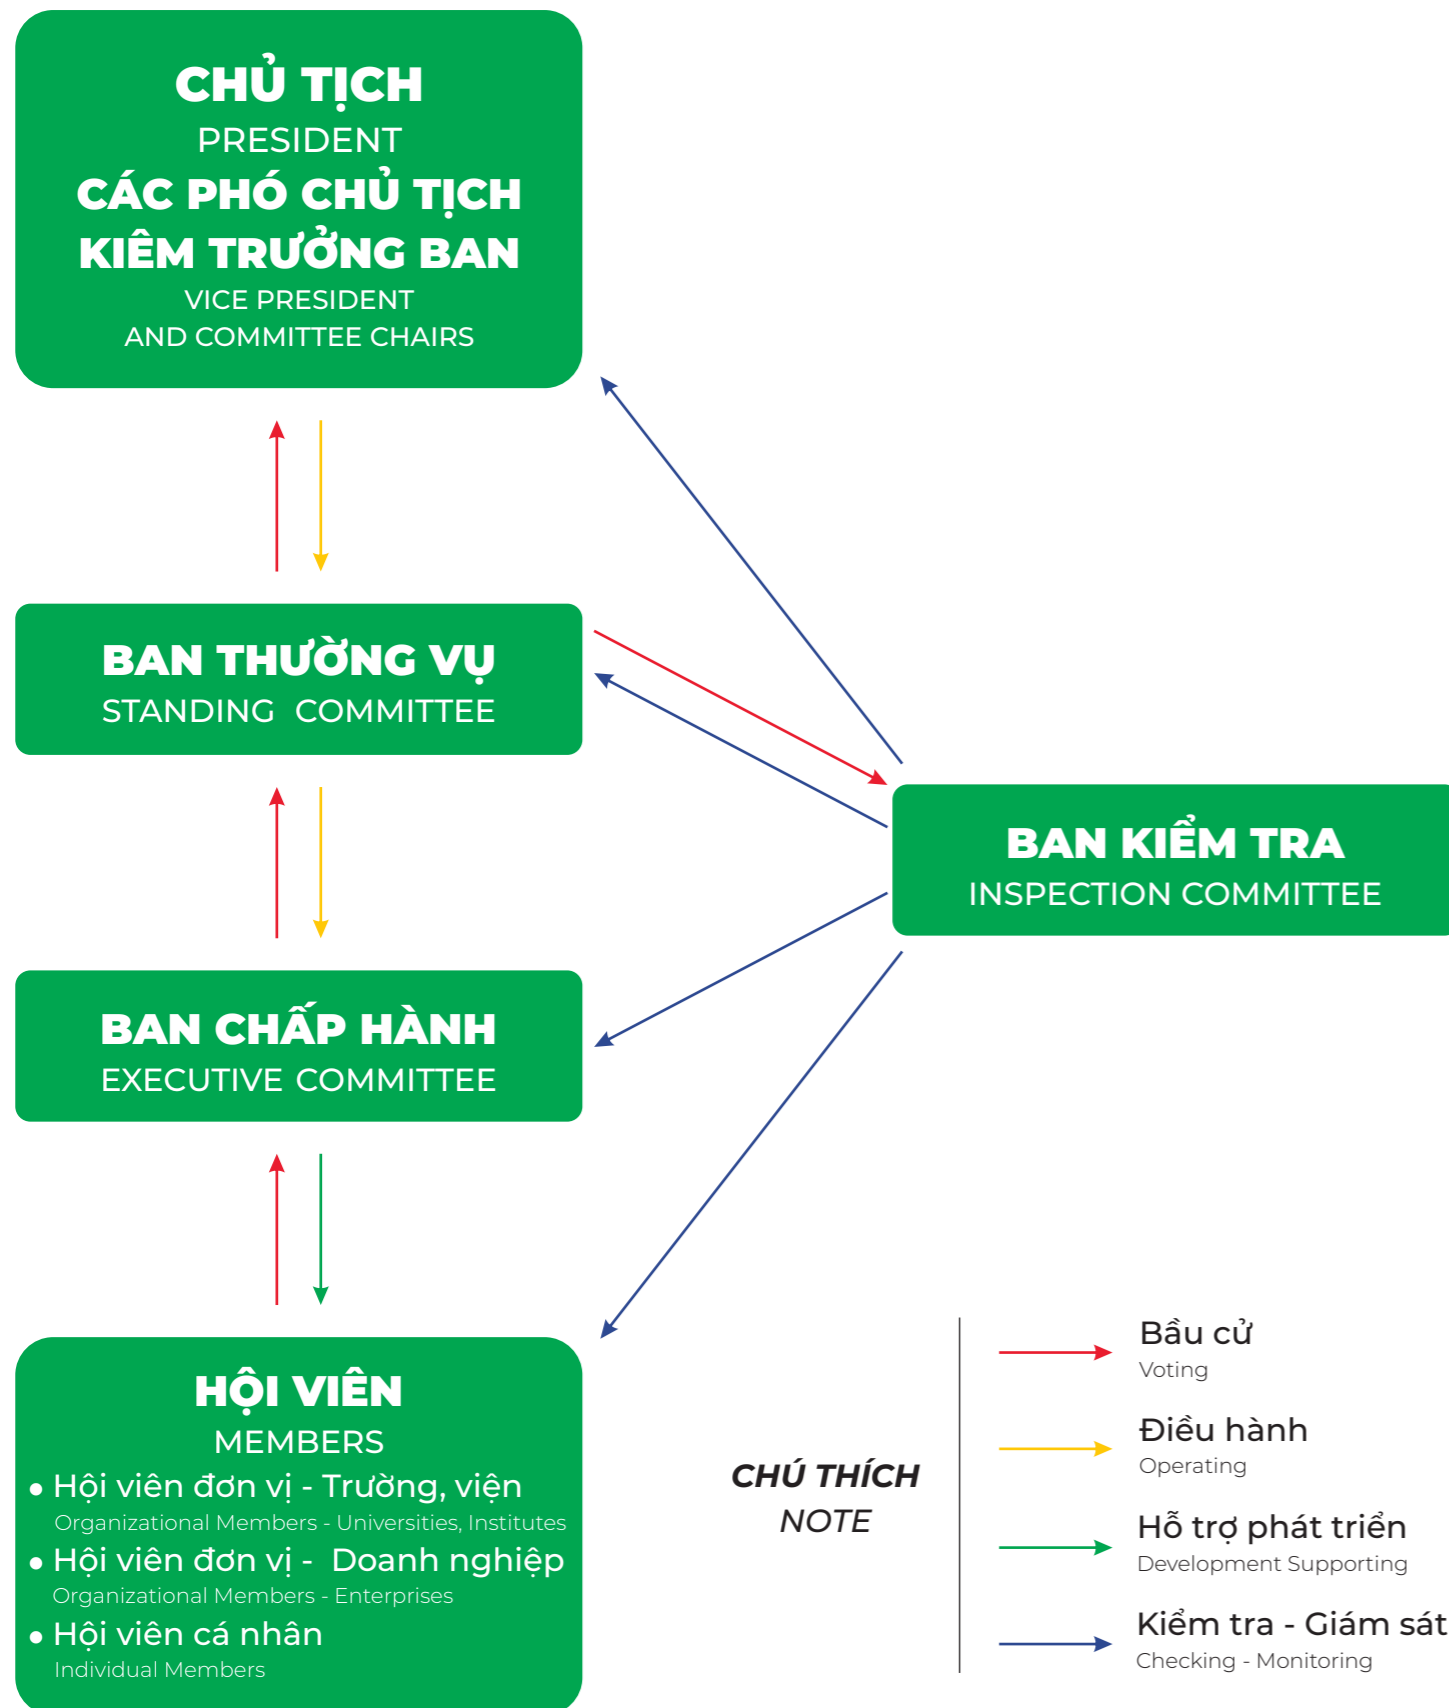 CHỦ TỊCH
PRESIDENT
CÁC PHÓ CHỦ TỊCH
KIÊM TRƯỞNG BAN
VICE PRESIDENT
AND COMMITTEE CHAIRS
BAN THƯỜNG VỤ
STANDING COMMITTEE
BAN KIỂM TRA
INSPECTION COMMITTEE
BAN CHẤP HÀNH
EXECUTIVE COMMITTEE
HỘI VIÊN
MEMBERS
• Hội viên đơn vị - Trường, viện
Organizational Members - Universities, Institutes
• Hội viên đơn vị - Doanh nghiệp
Organizational Members - Enterprises
• Hội viên cá nhân
Individual Members
CHÚ THÍCH
NOTE
Bầu cử
Voting
Điều hành
Operating
Hỗ trợ phát triển
Development Supporting
Kiểm tra - Giám sát
Checking - Monitoring